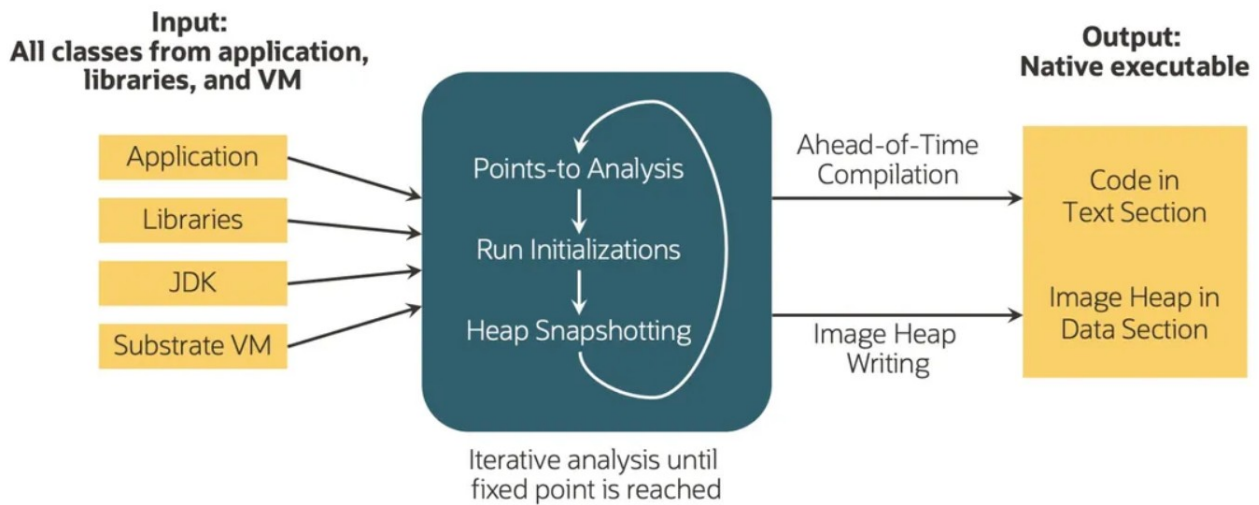 Input:
All classes from application,
libraries, and VM
Application
Libraries
JDK
Substrate VM
Points-to Analysis
Run Initializations
Heap Snapshotting
Iterative analysis until
fixed point is reached
Ahead-of-Time
Compilation
Image Heap
Writing
Output:
Native executable
Code in
Text Section
Image Heap in
Data Section